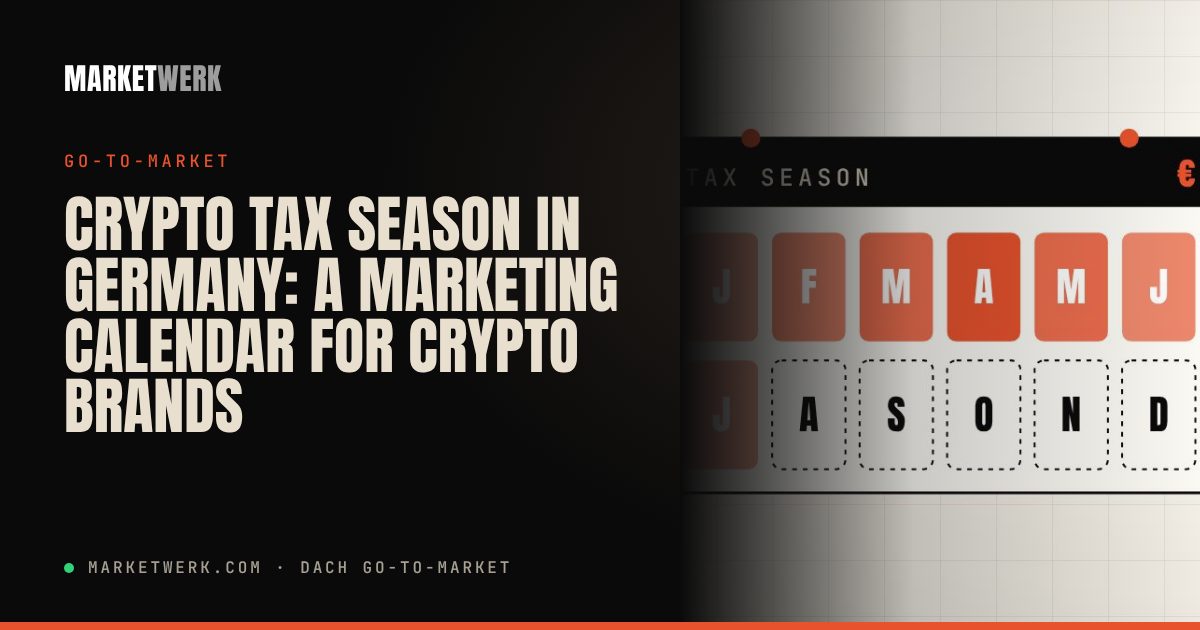 MARKETWERK
GO-TO-MARKET
CRYPTO TAX SEASON IN
GERMANY: A MARKETING
CALENDAR FOR CRYPTO
BRANDS
MARKETWERK.COM · DACH GO-TO-MARKET
TAX SEASON €
J F M A M J
J A S O N D